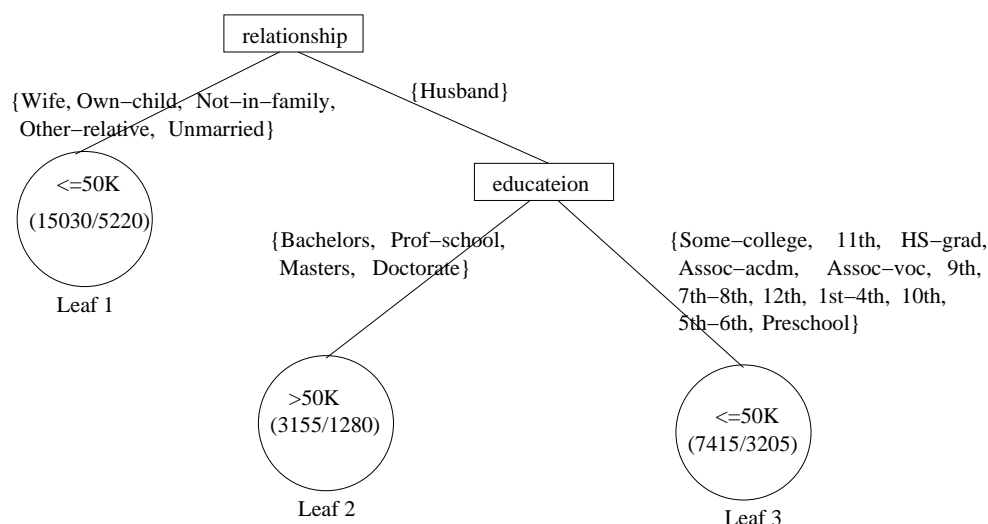 relationship
{Wife, Own−child, Not−in−family,
Other−relative, Unmarried}
{Husband}
<=50K
(15030/5220)
Leaf 1
educateion
{Bachelors, Prof−school,
Masters, Doctorate}
{Some−college, 11th, HS−grad,
Assoc−acdm, Assoc−voc, 9th,
7th−8th, 12th, 1st−4th, 10th,
5th−6th, Preschool}
>50K
(3155/1280)
Leaf 2
<=50K
(7415/3205)
Leaf 3